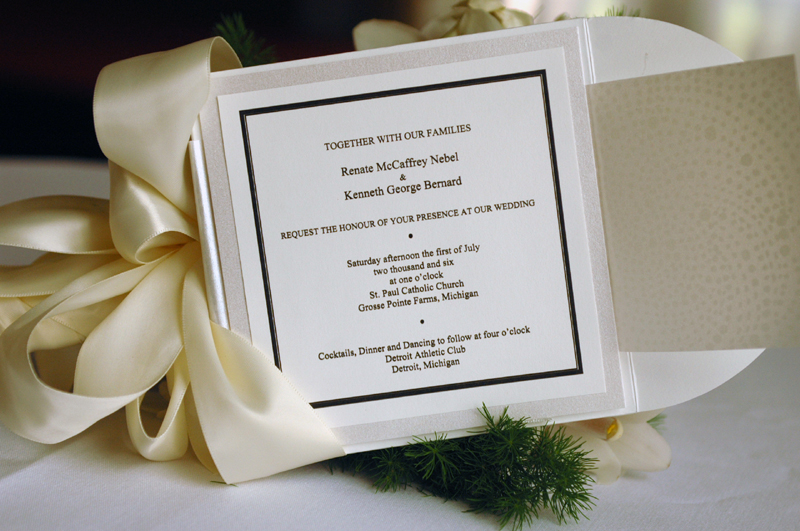 TOGETHER WITH OUR FAMILIES
Renate McCaffrey Nebel
&
Kenneth George Bernard
REQUEST THE HONOUR OF YOUR PRESENCE AT OUR WEDDING
•
Saturday afternoon the first of July
two thousand and six
at one o'clock
St. Paul Catholic Church
Grosse Pointe Farms, Michigan
•
Cocktails, Dinner and Dancing to follow at four o'clock
Detroit Athletic Club
Detroit, Michigan